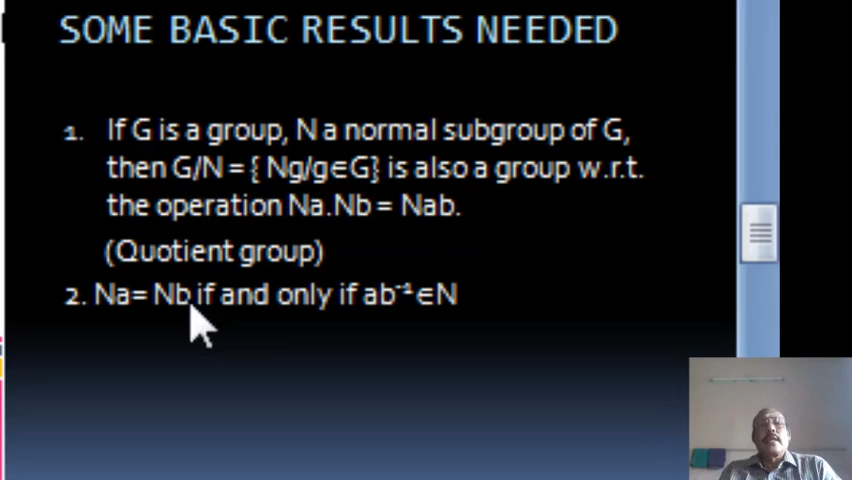 SOME BASIC RESULTS NEEDED
1. If G is a group, N a normal subgroup of G,
then G/N = { Ng/g∈G} is also a group w.r.t.
the operation Na.Nb = Nab.
(Quotient group)
2. Na= Nb if and only if ab⁻¹∈N